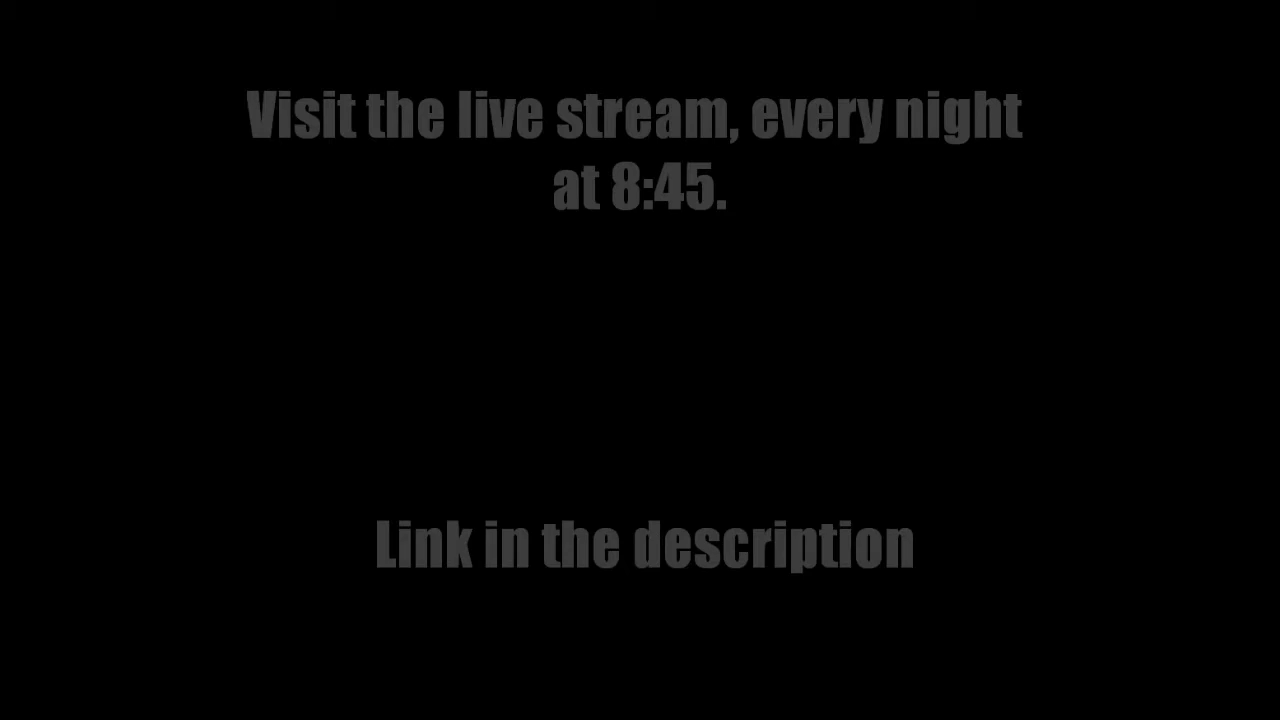 Visit the live stream, every night
at 8:45.
Link in the description